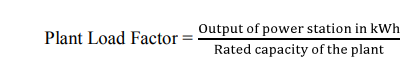 Plant Load Factor = Output of power station in kWh
Rated capacity of the plant